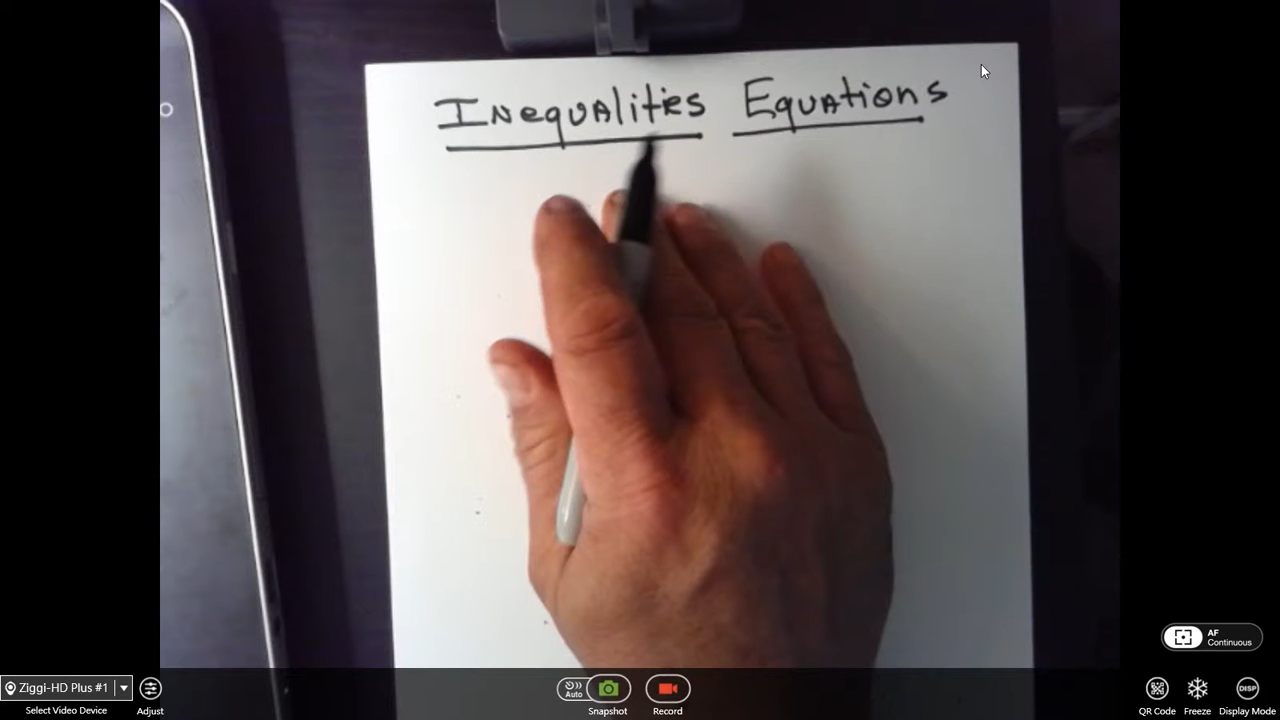 Inequalities Equations
AF
Continuous
Ziggi-HD Plus #1
Select Video Device
Adjust
Auto
Snapshot
Record
QR Code
Freeze
DISP
Display Mode